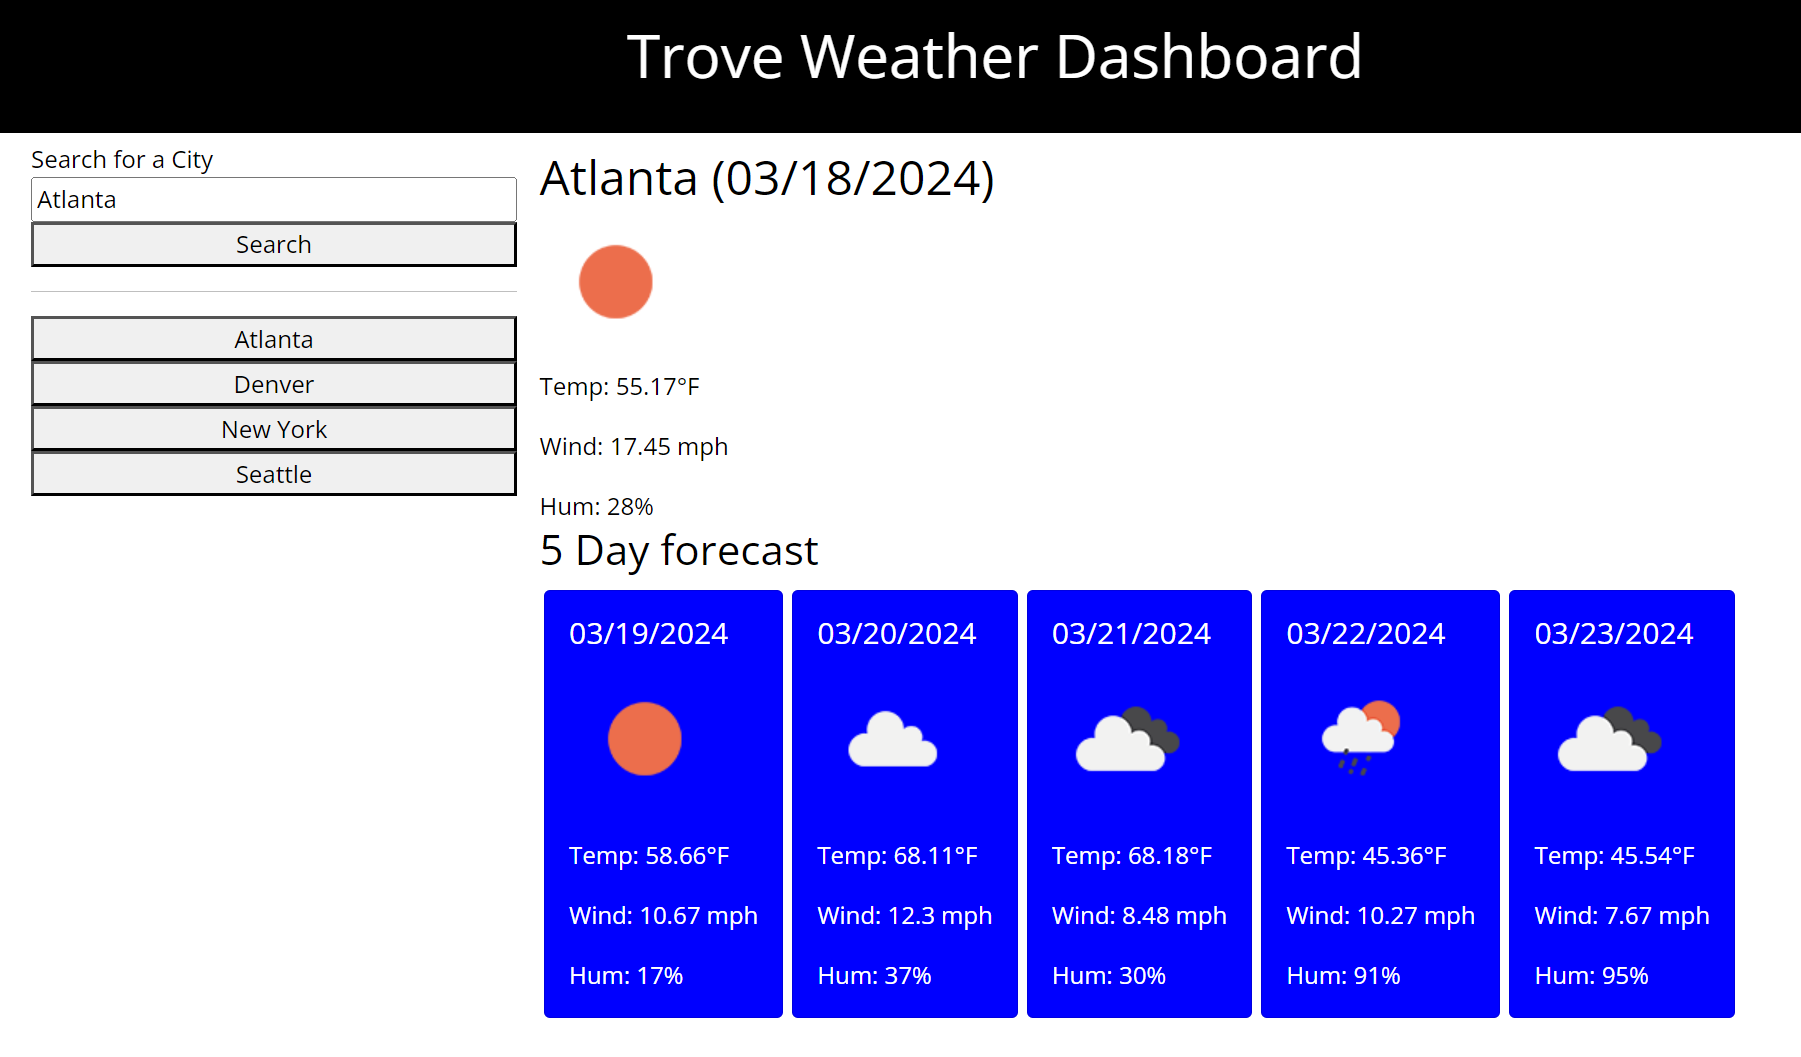 Trove Weather Dashboard
Search for a City
Atlanta
Search
Atlanta
Denver
New York
Seattle
Atlanta (03/18/2024)
Temp: 55.17°F
Wind: 17.45 mph
Hum: 28%
5 Day forecast
03/19/2024
Temp: 58.66°F
Wind: 10.67 mph
Hum: 17%
03/20/2024
Temp: 68.11°F
Wind: 12.3 mph
Hum: 37%
03/21/2024
Temp: 68.18°F
Wind: 8.48 mph
Hum: 30%
03/22/2024
Temp: 45.36°F
Wind: 10.27 mph
Hum: 91%
03/23/2024
Temp: 45.54°F
Wind: 7.67 mph
Hum: 95%